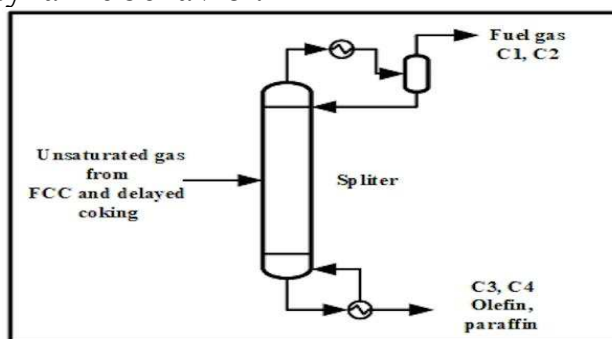 Fuel gas
C1, C2
Unsaturated gas
from
FCC and delayed
coking
Spliter
C3, C4
Olefin,
paraffin